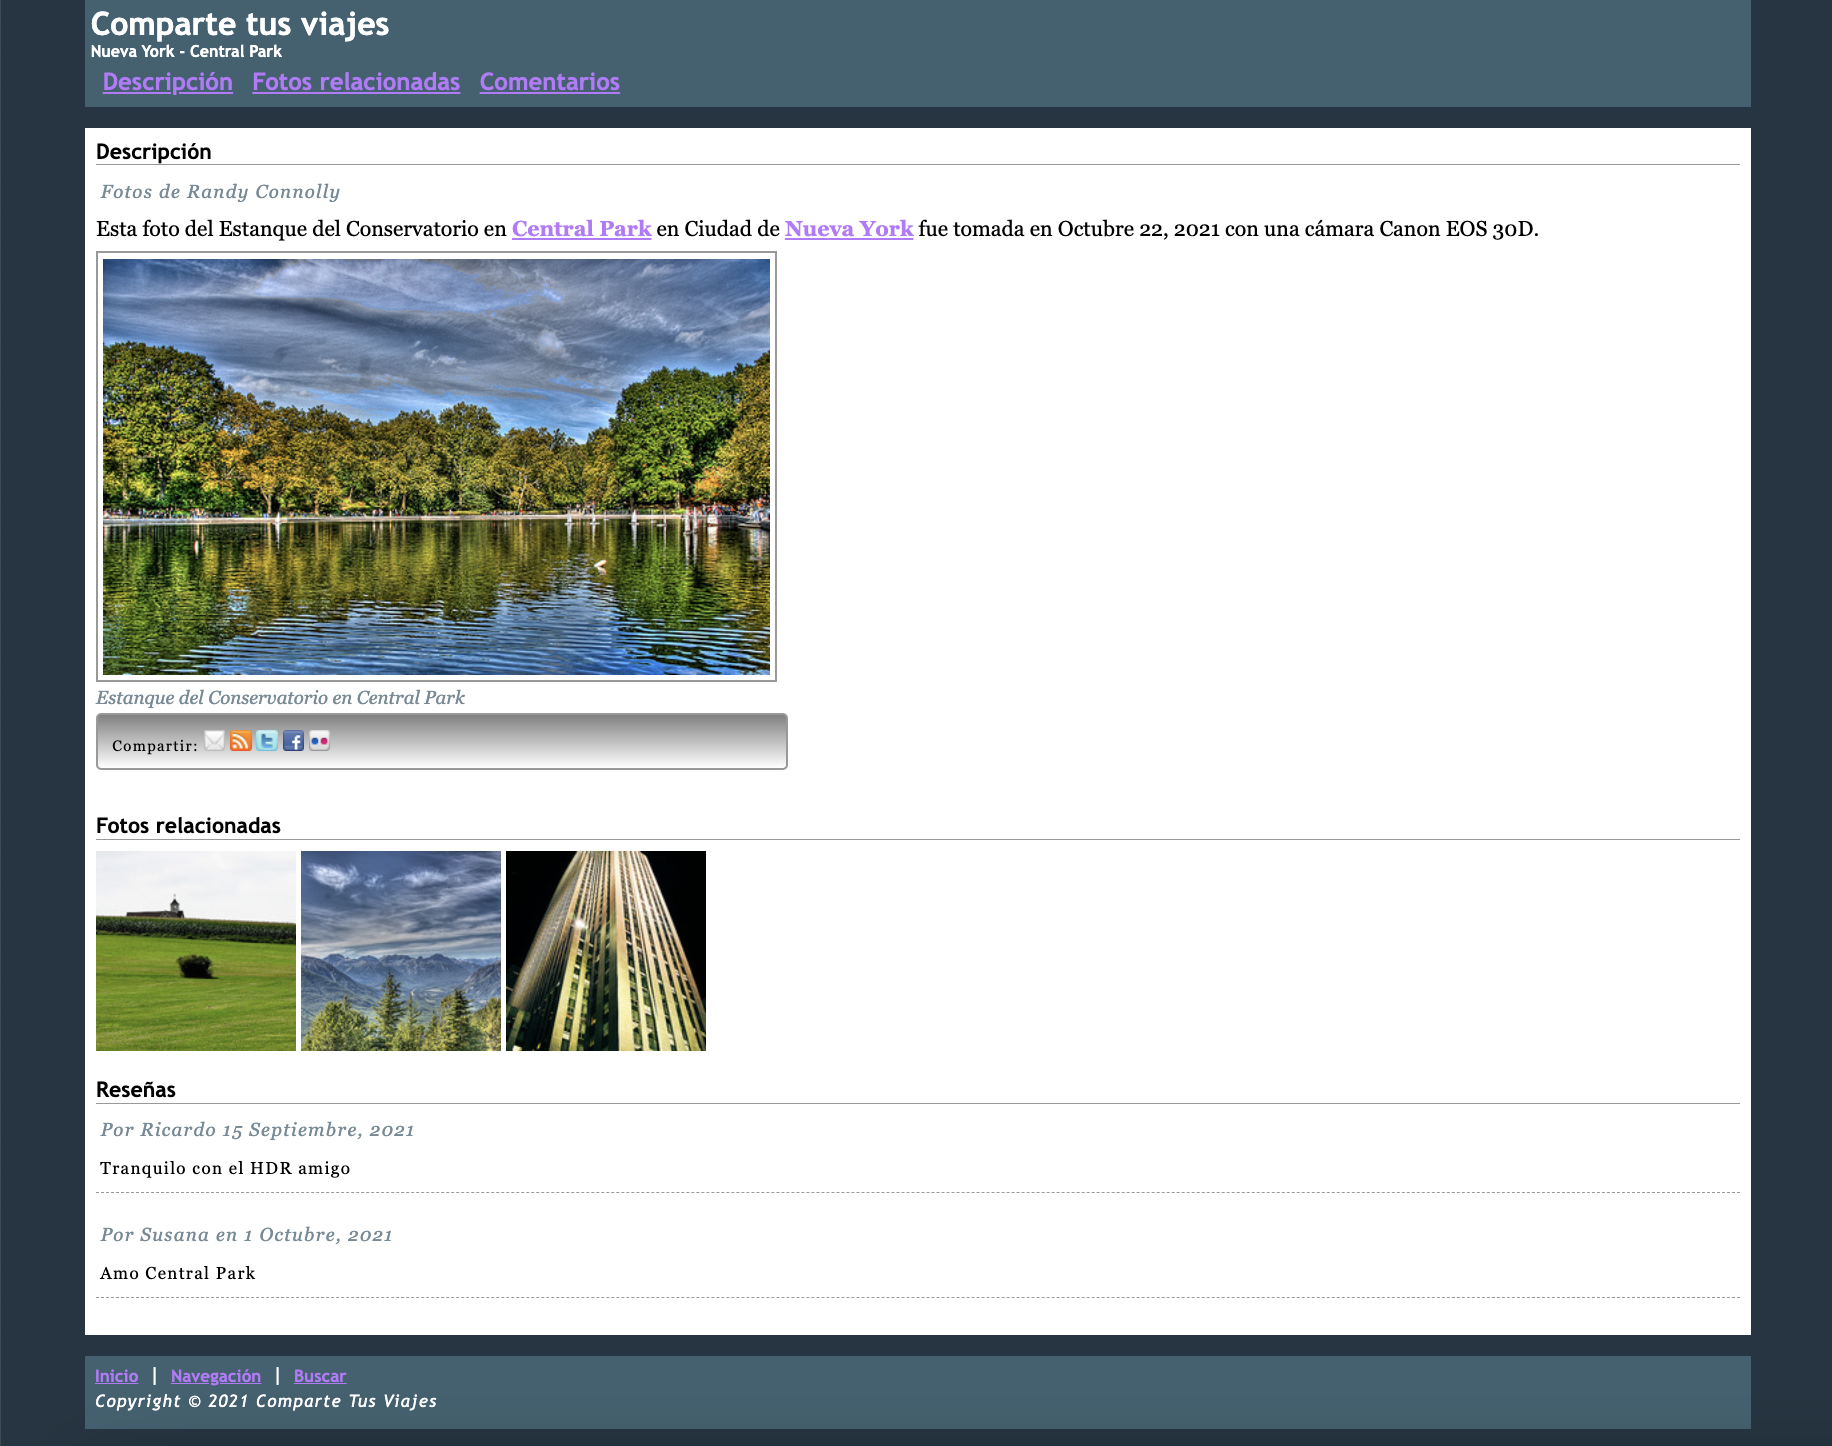 Comparte tus viajes
Nueva York - Central Park
Descripción Fotos relacionadas Comentarios
Descripción
Fotos de Randy Connolly
Esta foto del Estanque del Conservatorio en Central Park en Ciudad de Nueva York fue tomada en Octubre 22, 2021 con una cámara Canon EOS 30D.
Estanque del Conservatorio en Central Park
Compartir:
Fotos relacionadas
Reseñas
Por Ricardo 15 Septiembre, 2021
Tranquilo con el HDR amigo
Por Susana en 1 Octubre, 2021
Amo Central Park
Inicio | Navegación | Buscar
Copyright © 2021 Comparte Tus Viajes